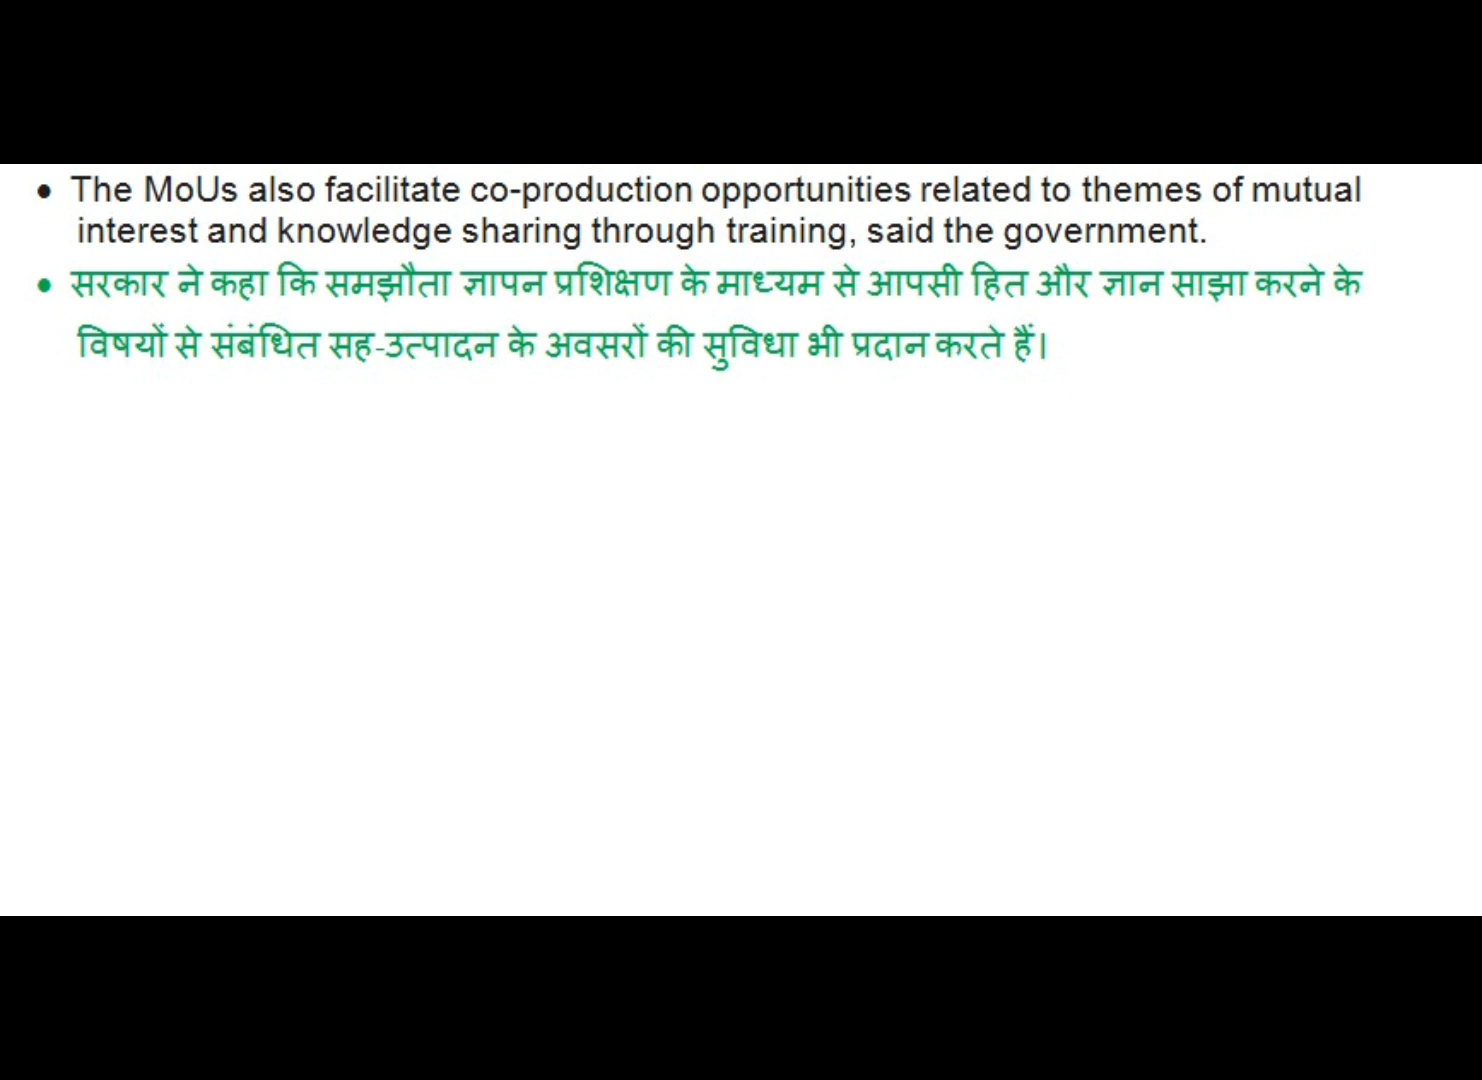 • The MoUs also facilitate co-production opportunities related to themes of mutual
interest and knowledge sharing through training, said the government.
• सरकार ने कहा कि समझौता ज्ञापन प्रशिक्षण के माध्यम से आपसी हित और ज्ञान साझा करने के
विषयों से संबंधित सह-उत्पादन के अवसरों की सुविधा भी प्रदान करते हैं।